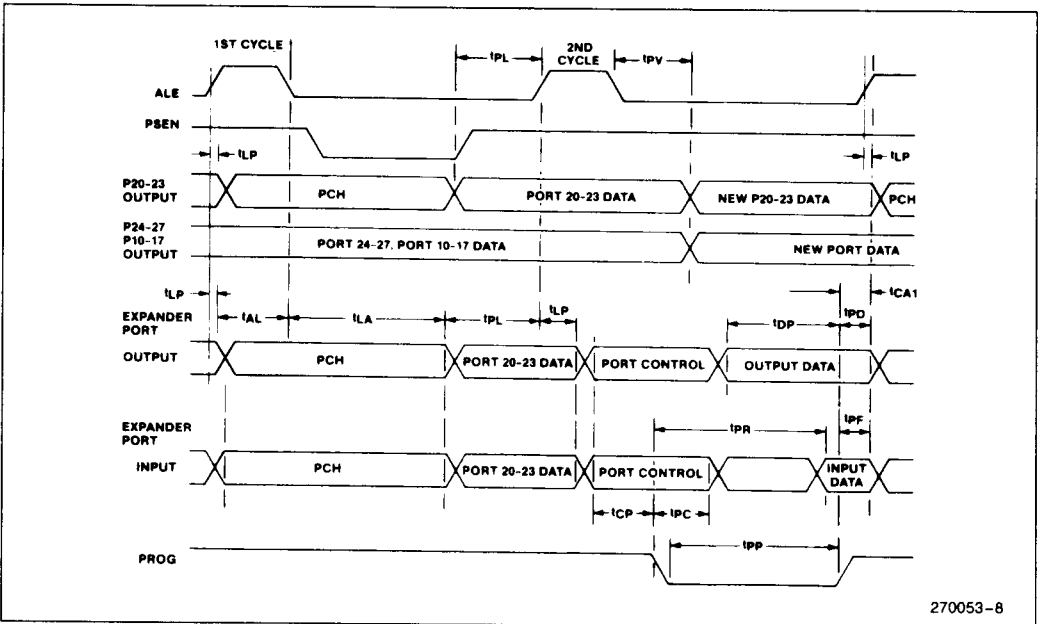 1ST CYCLE
tPL
2ND CYCLE
tPV
ALE
PSEN
tLP
tLP
P20-23 OUTPUT
PCH
PORT 20-23 DATA
NEW P20-23 DATA
PCH
P24-27
P10-17
OUTPUT
PORT 24-27, PORT 10-17 DATA
NEW PORT DATA
tLP
tCA1
EXPANDER PORT
tAL
tLA
tPL
tLP
tDP
tPD
OUTPUT
PCH
PORT 20-23 DATA
PORT CONTROL
OUTPUT DATA
EXPANDER PORT
tPR
tPF
INPUT
PCH
PORT 20-23 DATA
PORT CONTROL
INPUT DATA
tCP
tPC
tPP
PROG
270053-8